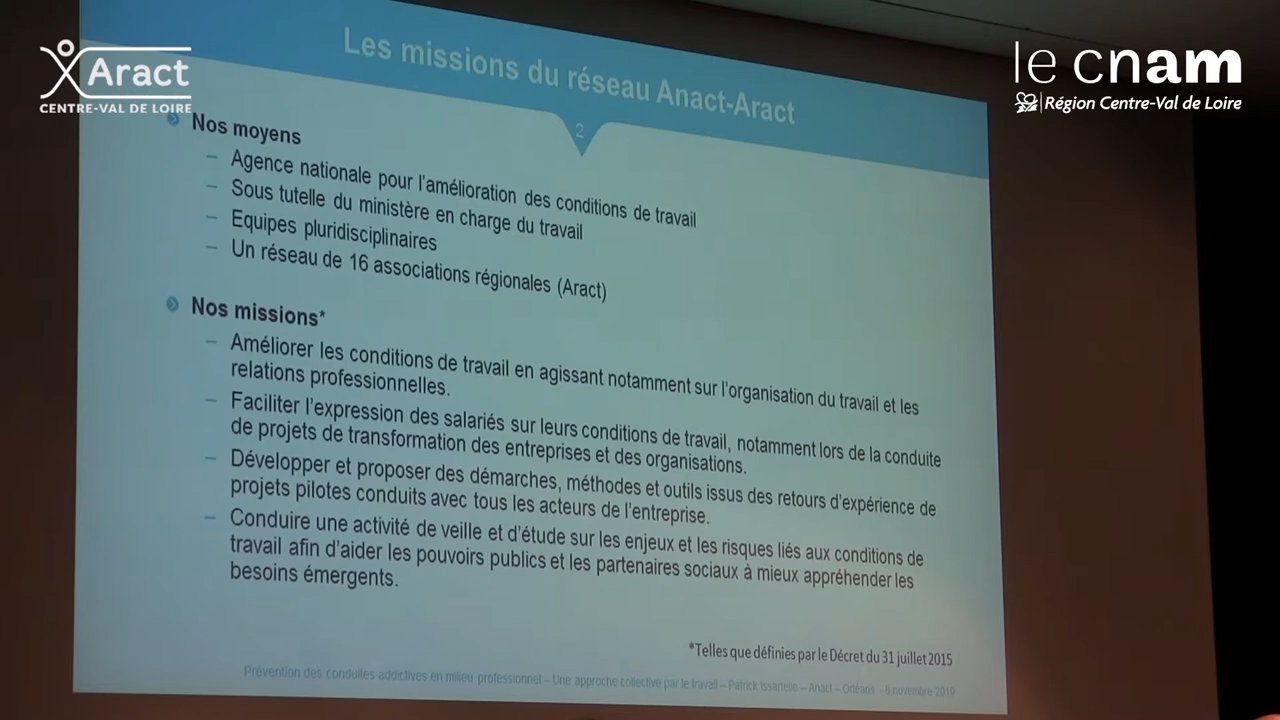 Aract
CENTRE-VAL DE LOIRE
le cnam
Région Centre-Val de Loire
Les missions du réseau Anact-Aract
2
Nos moyens
– Agence nationale pour l'amélioration des conditions de travail
– Sous tutelle du ministère en charge du travail
– Equipes pluridisciplinaires
– Un réseau de 16 associations régionales (Aract)
Nos missions*
– Améliorer les conditions de travail en agissant notamment sur l'organisation du travail et les
relations professionnelles.
– Faciliter l'expression des salariés sur leurs conditions de travail, notamment lors de la conduite
de projets de transformation des entreprises et des organisations.
– Développer et proposer des démarches, méthodes et outils issus des retours d'expérience de
projets pilotes conduits avec tous les acteurs de l'entreprise.
– Conduire une activité de veille et d'étude sur les enjeux et les risques liés aux conditions de
travail afin d'aider les pouvoirs publics et les partenaires sociaux à mieux appréhender les
besoins émergents.
*Telles que définies par le Décret du 31 juillet 2015
Prévention des conduites addictives en milieu professionnel – Une approche collective par le travail – Patrick Issartelle – Anact – Orléans - 8 novembre 2019